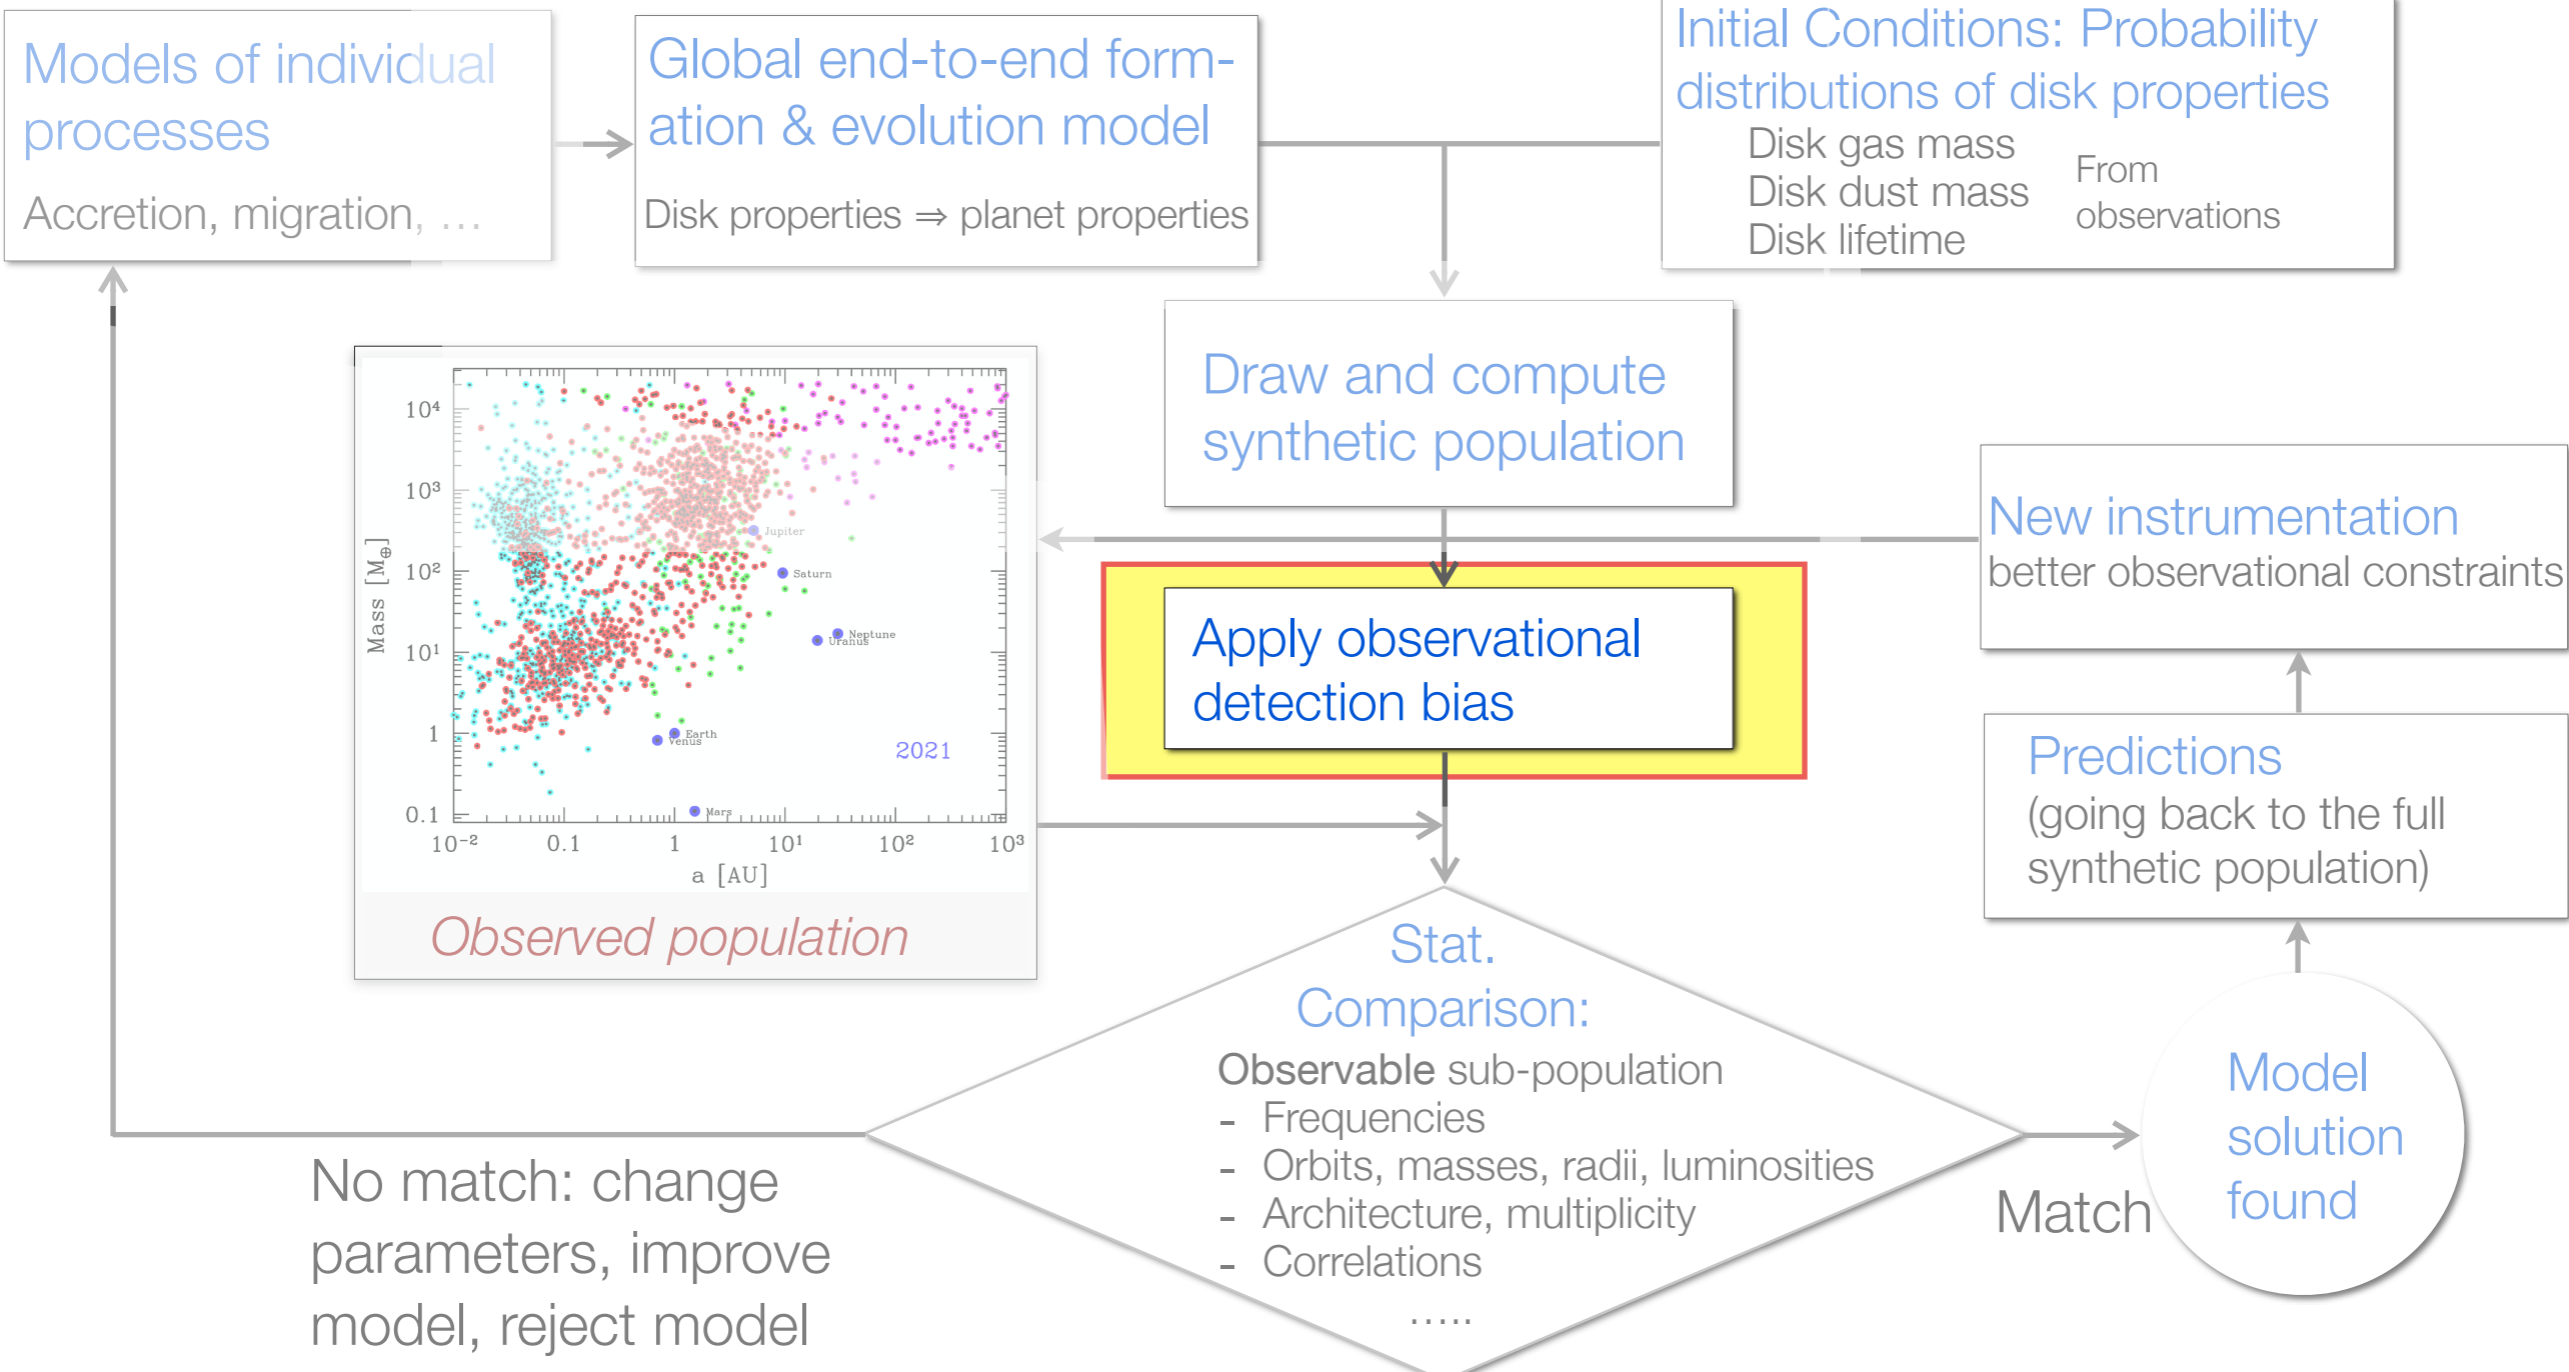 Models of individual
processes
Accretion, migration, ...
Global end-to-end form-
ation & evolution model
Disk properties ⇒ planet properties
Initial Conditions: Probability
distributions of disk properties
Disk gas mass
Disk dust mass
Disk lifetime
From
observations
Draw and compute
synthetic population
New instrumentation
better observational constraints
Apply observational
detection bias
Predictions
(going back to the full
synthetic population)
Mass [M⊕]
10⁴
10³
10²
10¹
1
0.1
Jupiter
Saturn
Neptune
Uranus
Earth
Venus
Mars
2021
10⁻² 0.1 1 10¹ 10² 10³
a [AU]
Observed population
Stat.
Comparison:
Observable sub-population
- Frequencies
- Orbits, masses, radii, luminosities
- Architecture, multiplicity
- Correlations
.....
No match: change
parameters, improve
model, reject model
Match
Model
solution
found